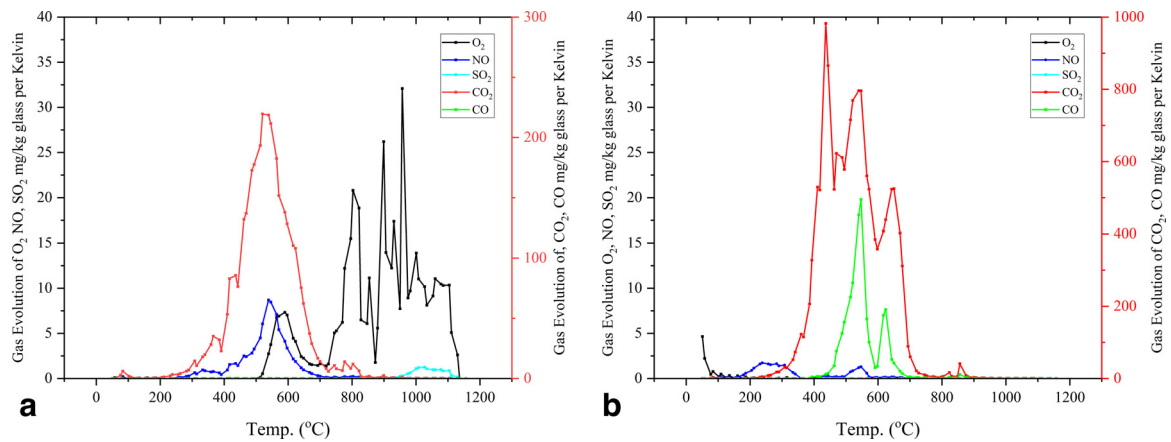 40
35
30
25
20
15
10
5
0
Gas Evolution of O₂ NO, SO₂ mg/kg glass per Kelvin
O₂
NO
SO₂
CO₂
CO
300
200
100
0
Gas Evolution of, CO₂, CO mg/kg glass per Kelvin
0 200 400 600 800 1000 1200
Temp. (°C)
a
40
35
30
25
20
15
10
5
0
Gas Evolution O₂, NO, SO₂ mg/kg glass per Kelvin
O₂
NO
SO₂
CO₂
CO
1000
800
600
400
200
0
Gas Evolution of CO₂, CO mg/kg glass per Kelvin
0 200 400 600 800 1000 1200
Temp. (°C)
b